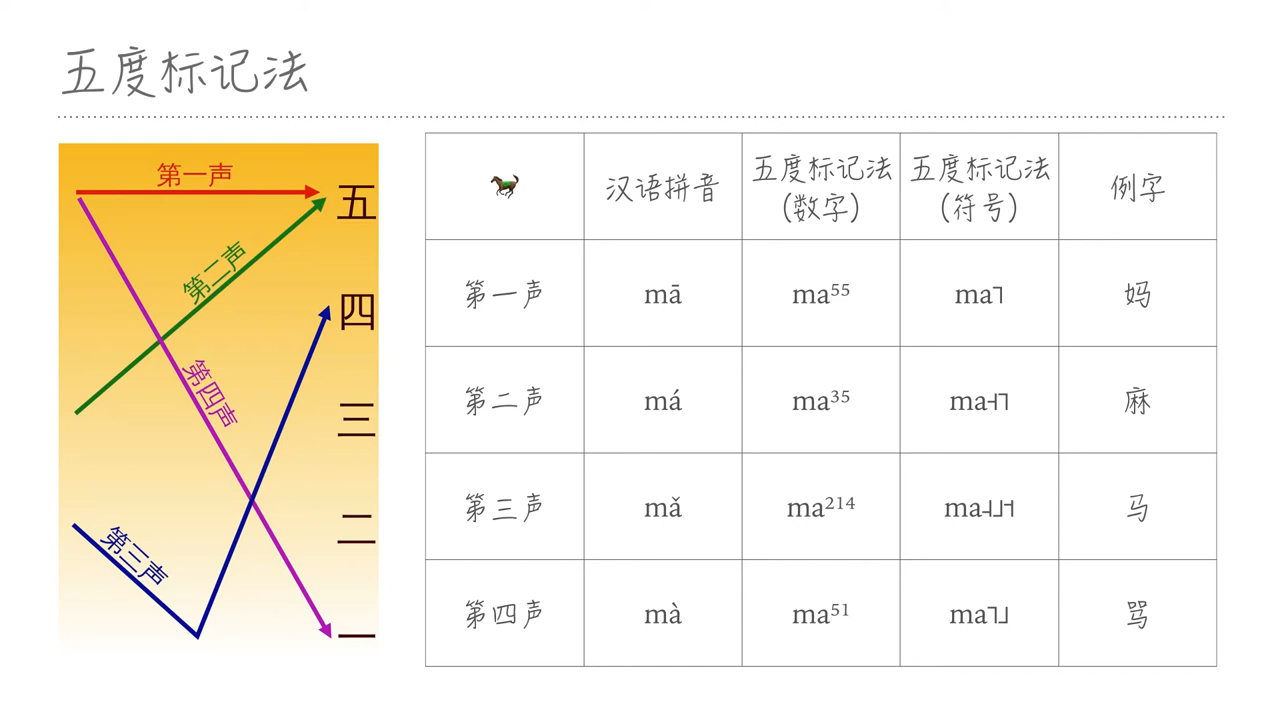 五度标记法
第一声
五
第二声
四
第四声
三
二
第三声
一
汉语拼音 五度标记法 (数字) 五度标记法 (符号) 例字
第一声 mā ma⁵⁵ ma˥ 妈
第二声 má ma³⁵ ma˧˥ 麻
第三声 mǎ ma²¹⁴ ma˨˩˦ 马
第四声 mà ma⁵¹ ma˥˩ 骂